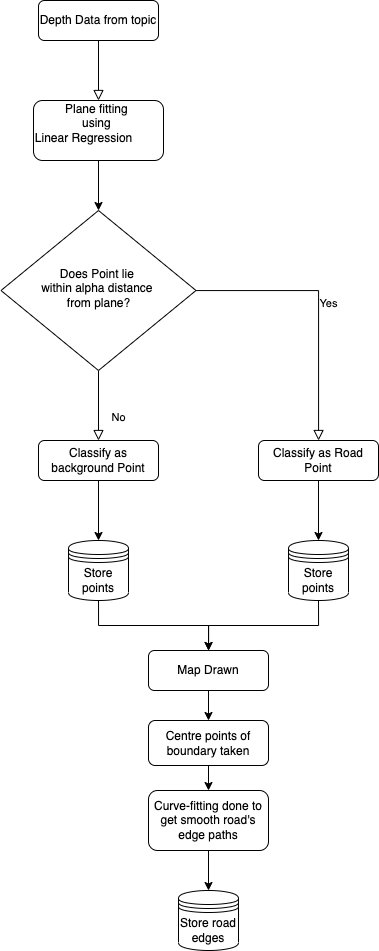 Depth Data from topic
Plane fitting
using
Linear Regression
Does Point lie
within alpha distance
from plane?
Yes
No
Classify as
background Point
Classify as Road
Point
Store
points
Store
points
Map Drawn
Centre points of
boundary taken
Curve-fitting done to
get smooth road's
edge paths
Store road
edges